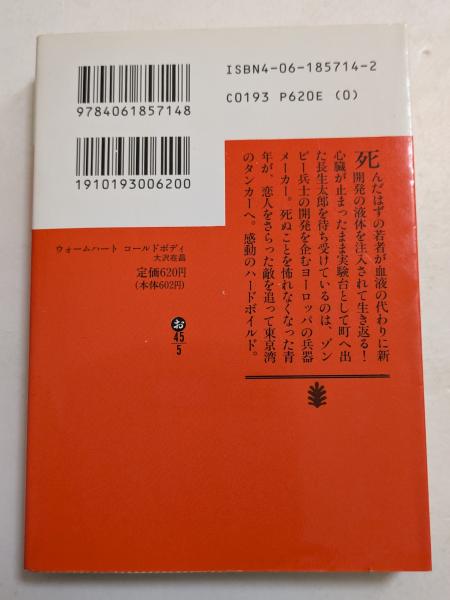 ISBN4-06-185714-2
C0193 P620E (0)
9784061857148
1910193006200
死んだはずの若者が血液の代わりに新
開発の液体を注入されて生き返る！
心臓が止まったまま実験台として町へ出
た長生太郎を待ち受けているのは、ゾン
ビー兵士の開発を企むヨーロッパの兵器
メーカー。死ぬことを怖れなくなった青
年が、恋人をさらった敵を追って東京湾
のタンカーへ。感動のハードボイルド。
ウォームハート コールドボディ
大沢在昌
定価620円
(本体602円)
お
45
5